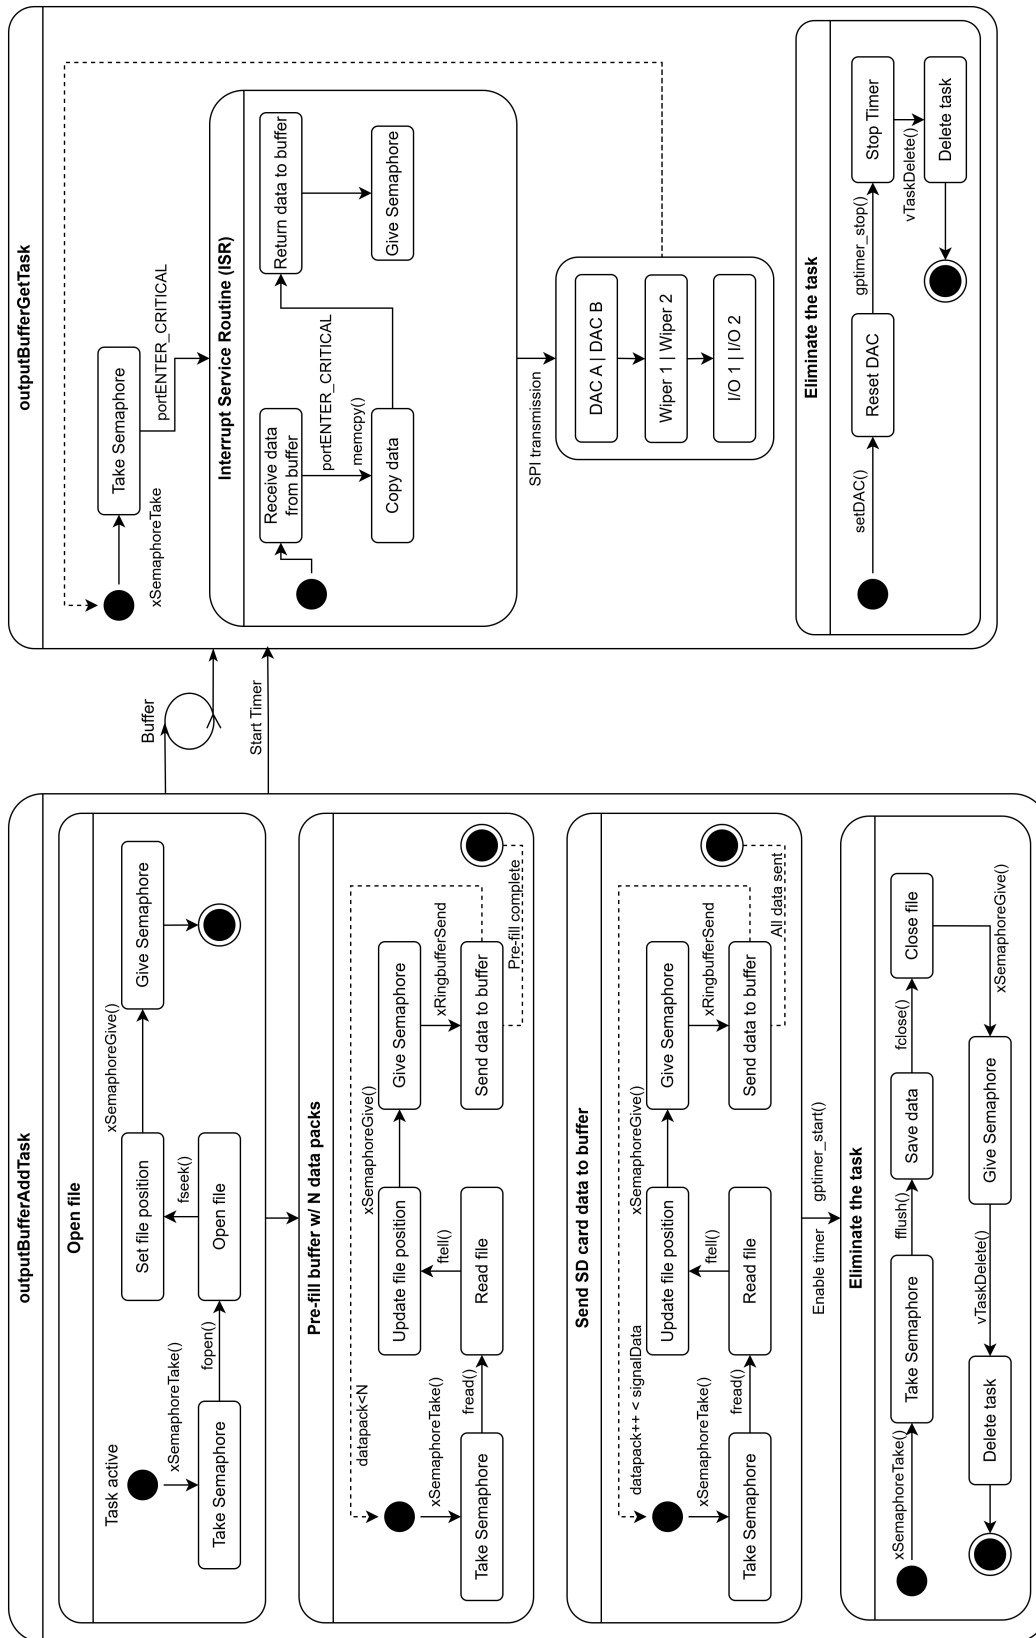 outputBufferAddTask
Open file
Task active
xSemaphoreTake()
Take Semaphore
fopen()
Open file
fseek()
Set file position
xSemaphoreGive()
Give Semaphore
Pre-fill buffer w/ N data packs
datapack<N
xSemaphoreTake()
Take Semaphore
fread()
Read file
ftell()
Update file position
xSemaphoreGive()
Give Semaphore
xRingbufferSend
Send data to buffer
Pre-fill complete
Send SD card data to buffer
datapack++ < signalData
xSemaphoreTake()
Take Semaphore
fread()
Read file
ftell()
Update file position
xSemaphoreGive()
Give Semaphore
xRingbufferSend
Send data to buffer
All data sent
Enable timer
gptimer_start()
Eliminate the task
xSemaphoreTake()
Take Semaphore
fflush()
Save data
fclose()
Close file
xSemaphoreGive()
Give Semaphore
vTaskDelete()
Delete task
Buffer
Start Timer
outputBufferGetTask
xSemaphoreTake
Take Semaphore
portENTER_CRITICAL
Interrupt Service Routine (ISR)
Receive data
from buffer
portENTER_CRITICAL
memcpy()
Copy data
Return data to buffer
Give Semaphore
SPI transmission
DAC A | DAC B
Wiper 1 | Wiper 2
I/O 1 | I/O 2
Eliminate the task
setDAC()
Reset DAC
gptimer_stop()
Stop Timer
vTaskDelete()
Delete task